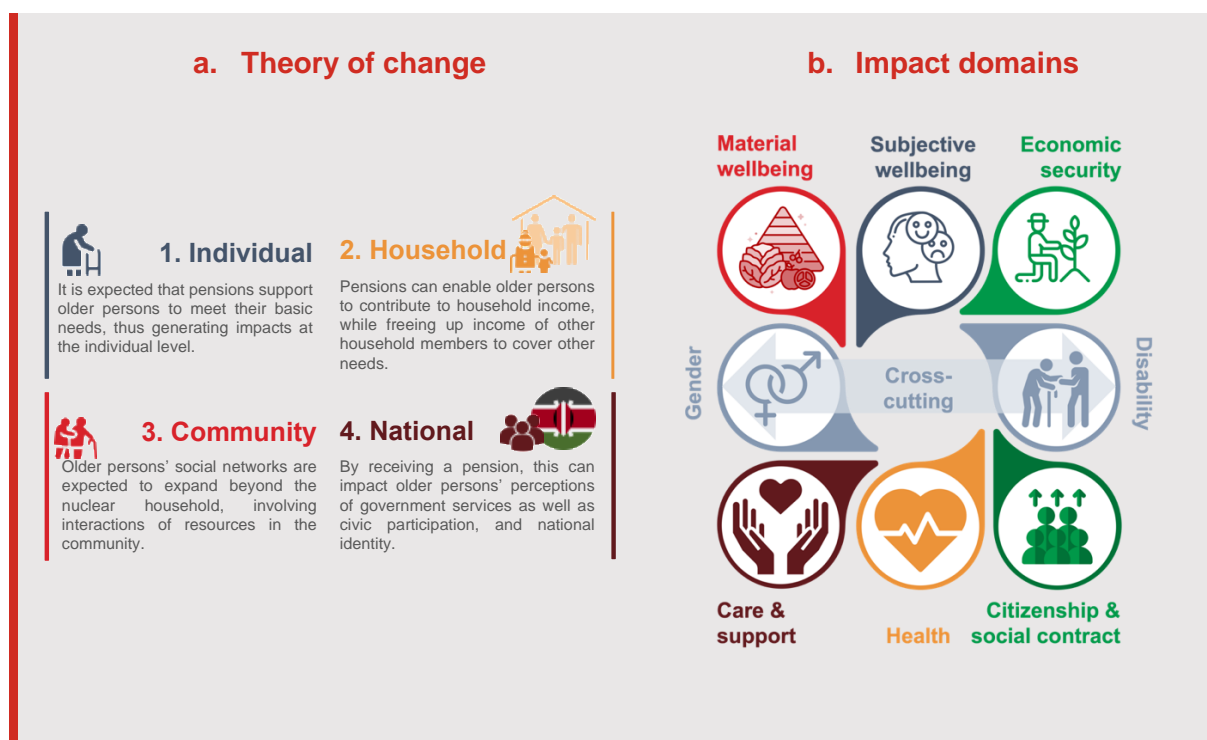 a. Theory of change
1. Individual
It is expected that pensions support
older persons to meet their basic
needs, thus generating impacts at
the individual level.
2. Household
Pensions can enable older persons
to contribute to household income,
while freeing up income of other
household members to cover other
needs.
3. Community
Older persons’ social networks are
expected to expand beyond the
nuclear household, involving
interactions of resources in the
community.
4. National
By receiving a pension, this can
impact older persons’ perceptions
of government services as well as
civic participation, and national
identity.
b. Impact domains
Material
wellbeing
Subjective
wellbeing
Economic
security
Gender
Cross-
cutting
Disability
Care &
support
Health
Citizenship &
social contract